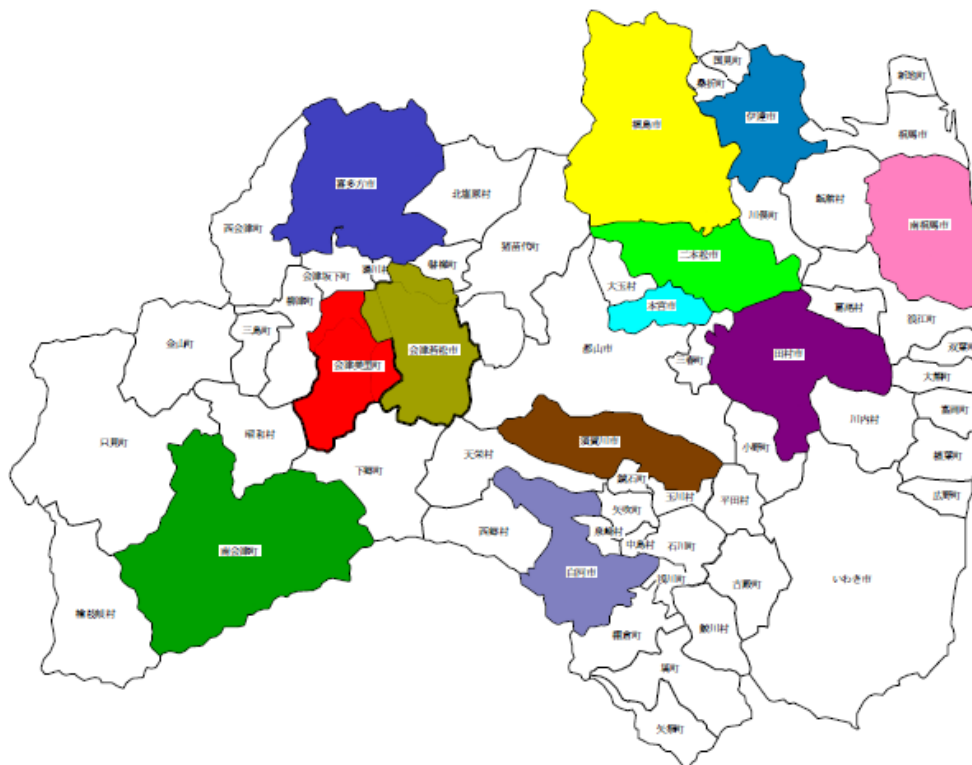 国見町
桑折町
新地町
福島市
伊達市
相馬市
喜多方市
北塩原村
飯舘村
川俣町
南相馬市
西会津町
猪苗代町
二本松市
磐梯町
湯川村
会津坂下町
大玉村
本宮市
柳津町
葛尾村
浪江町
三島町
金山町
会津若松市
郡山市
三春町
田村市
双葉町
会津美里町
大熊町
富岡町
川内村
只見町
昭和村
須賀川市
小野町
天栄村
楢葉町
下郷町
鏡石町
玉川村
平田村
広野町
矢吹町
西郷村
泉崎村
中島村
石川町
南会津町
白河市
浅川町
古殿町
いわき市
檜枝岐村
棚倉町
鮫川村
塙町
矢祭町